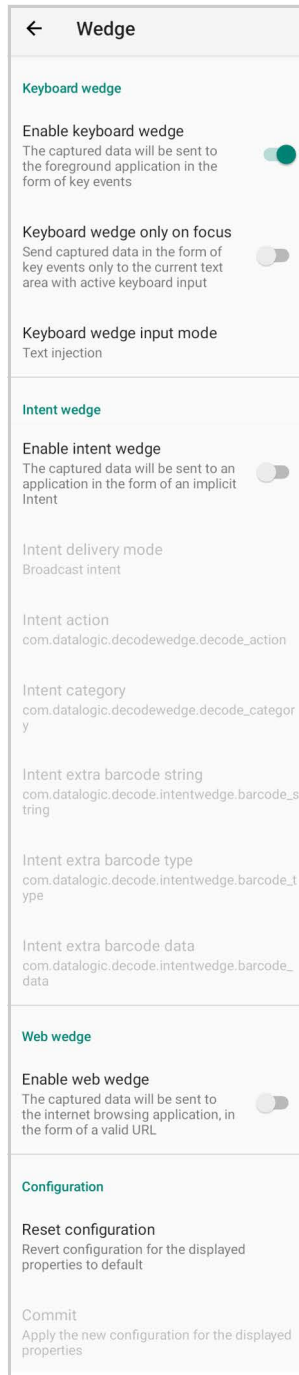 Wedge
Keyboard wedge
Enable keyboard wedge
The captured data will be sent to
the foreground application in the
form of key events
Keyboard wedge only on focus
Send captured data in the form of
key events only to the current text
area with active keyboard input
Keyboard wedge input mode
Text injection
Intent wedge
Enable intent wedge
The captured data will be sent to an
application in the form of an implicit
Intent
Intent delivery mode
Broadcast intent
Intent action
com.datalogic.decodewedge.decode_action
Intent category
com.datalogic.decodewedge.decode_categor
y
Intent extra barcode string
com.datalogic.decode.intentwedge.barcode_s
tring
Intent extra barcode type
com.datalogic.decode.intentwedge.barcode_t
ype
Intent extra barcode data
com.datalogic.decode.intentwedge.barcode_
data
Web wedge
Enable web wedge
The captured data will be sent to
the internet browsing application, in
the form of a valid URL
Configuration
Reset configuration
Revert configuration for the displayed
properties to default
Commit
Apply the new configuration for the displayed
properties